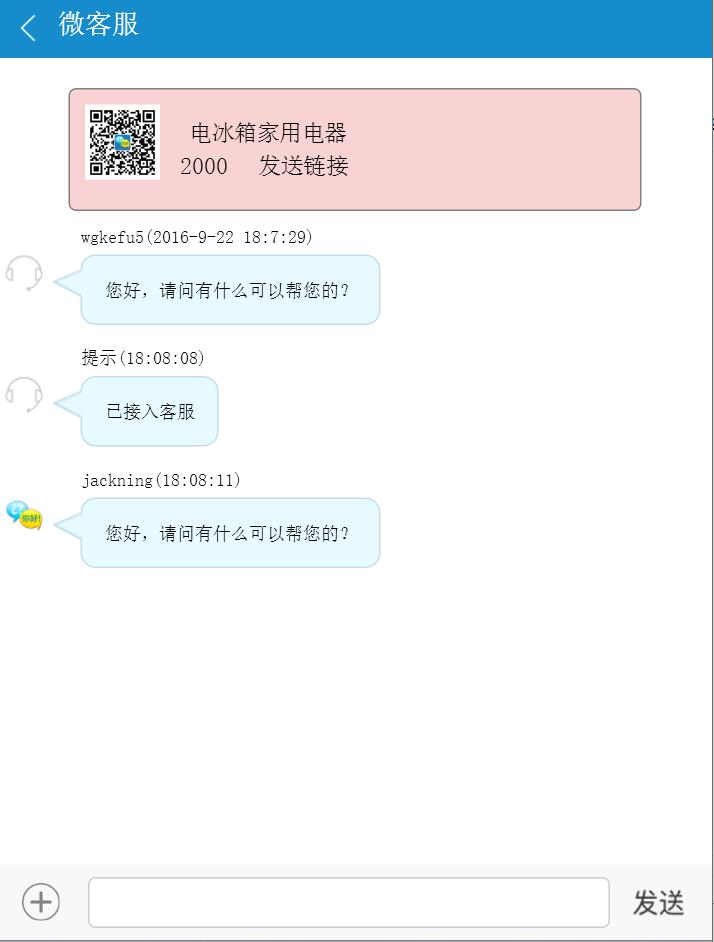 微客服
电冰箱家用电器
2000 发送链接
wgkefu5(2016-9-22 18:7:29)
您好，请问有什么可以帮您的？
提示(18:08:08)
已接入客服
jackning(18:08:11)
你好!
您好，请问有什么可以帮您的？
发送